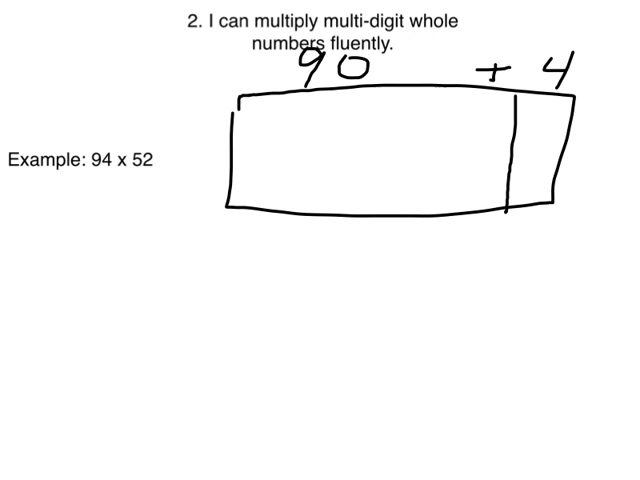 2. I can multiply multi-digit whole
numbers fluently.
90 + 4
Example: 94 x 52